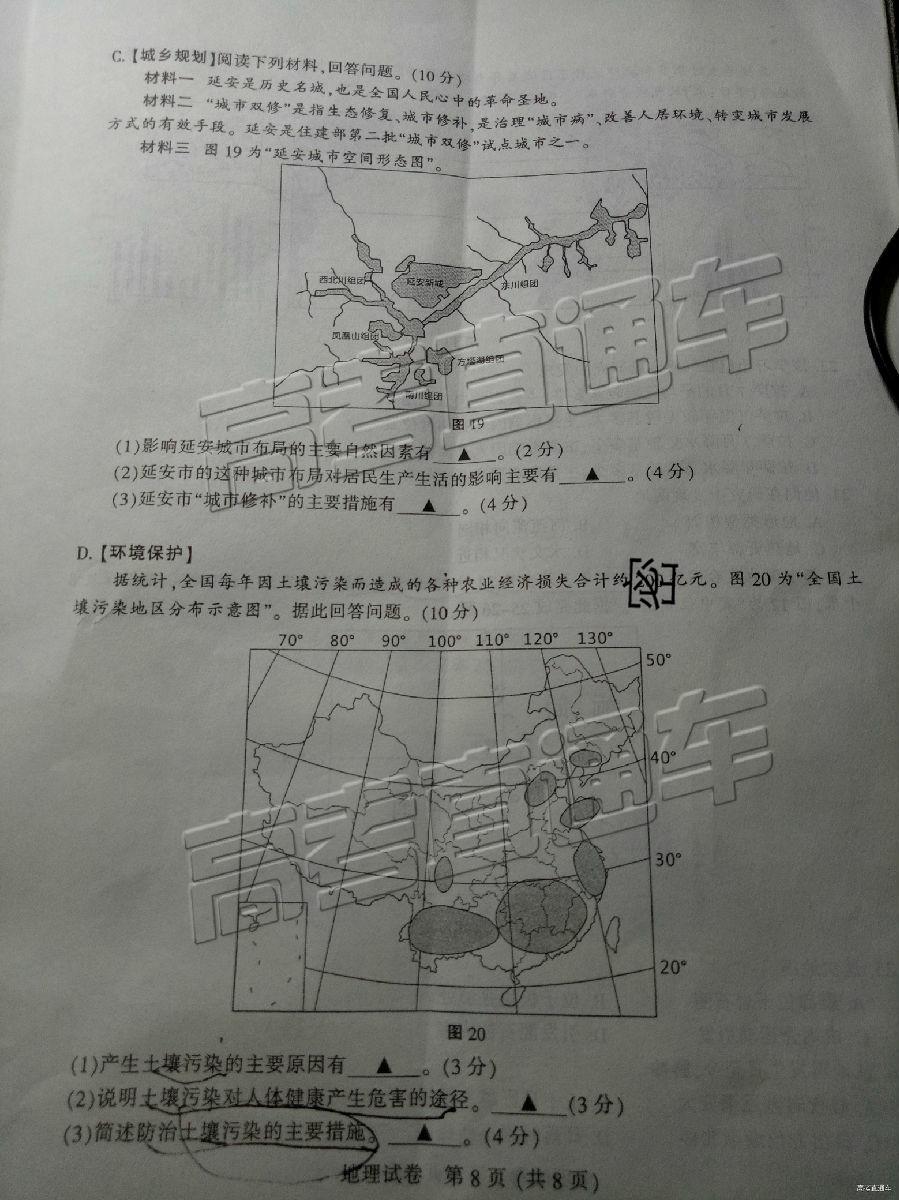 C.【城乡规划】阅读下列材料,回答问题。(10分)
材料一 延安是历史名城,也是全国人民心中的革命圣地。
材料二 “城市双修”是指生态修复、城市修补,是治理“城市病”、改善人居环境、转变城市发展
方式的有效手段。延安是住建部第二批“城市双修”试点城市之一。
材料三 图19为“延安城市空间形态图”。
西北川组团
延安新城
东川组团
凤凰山组团
方塔湖组团
南川组团
图19
(1)影响延安城市布局的主要自然因素有▲。(2分)
(2)延安市的这种城市布局对居民生产生活的影响主要有▲。(4分)
(3)延安市“城市修补”的主要措施有▲。(4分)
D.【环境保护】
据统计,全国每年因土壤污染而造成的各种农业经济损失合计约 亿元。图20为“全国土
壤污染地区分布示意图”。据此回答问题。(10分)
[密]
70° 80° 90° 100° 110° 120° 130°
50°
40°
30°
20°
图20
(1)产生土壤污染的主要原因有▲。(3分)
(2)说明土壤污染对人体健康产生危害的途径。▲(3分)
(3)简述防治土壤污染的主要措施。▲。(4分)
地理试卷 第8页(共8页)
高考直通车
高考直通车
高考直通车